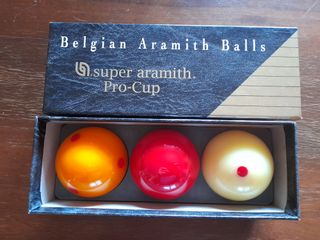 Belgian Aramith Balls
super aramith.
Pro-Cup